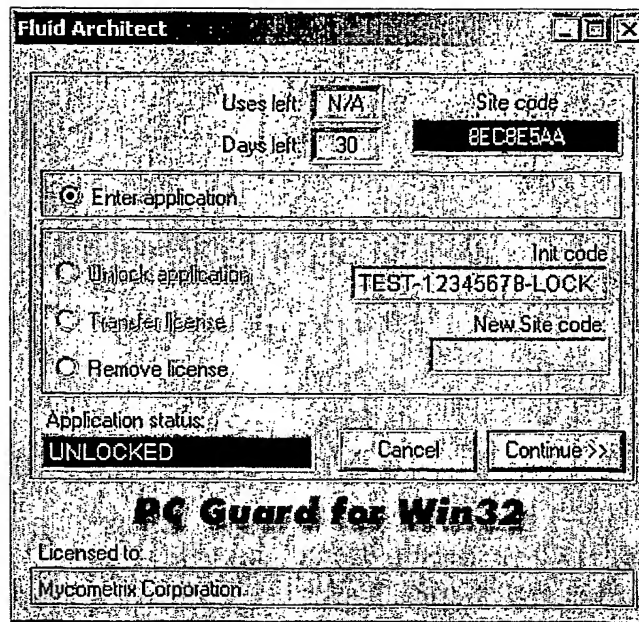 Fluid Architect
Uses left: N/A
Site code
Days left: 30
8EC8E5AA
Enter application
Init code
Unlock application
TEST-12345678-LOCK
Transfer license
New Site code:
Remove license
Application status:
UNLOCKED
Cancel
Continue >>
PC Guard for Win32
Licensed to:
Mycometrix Corporation